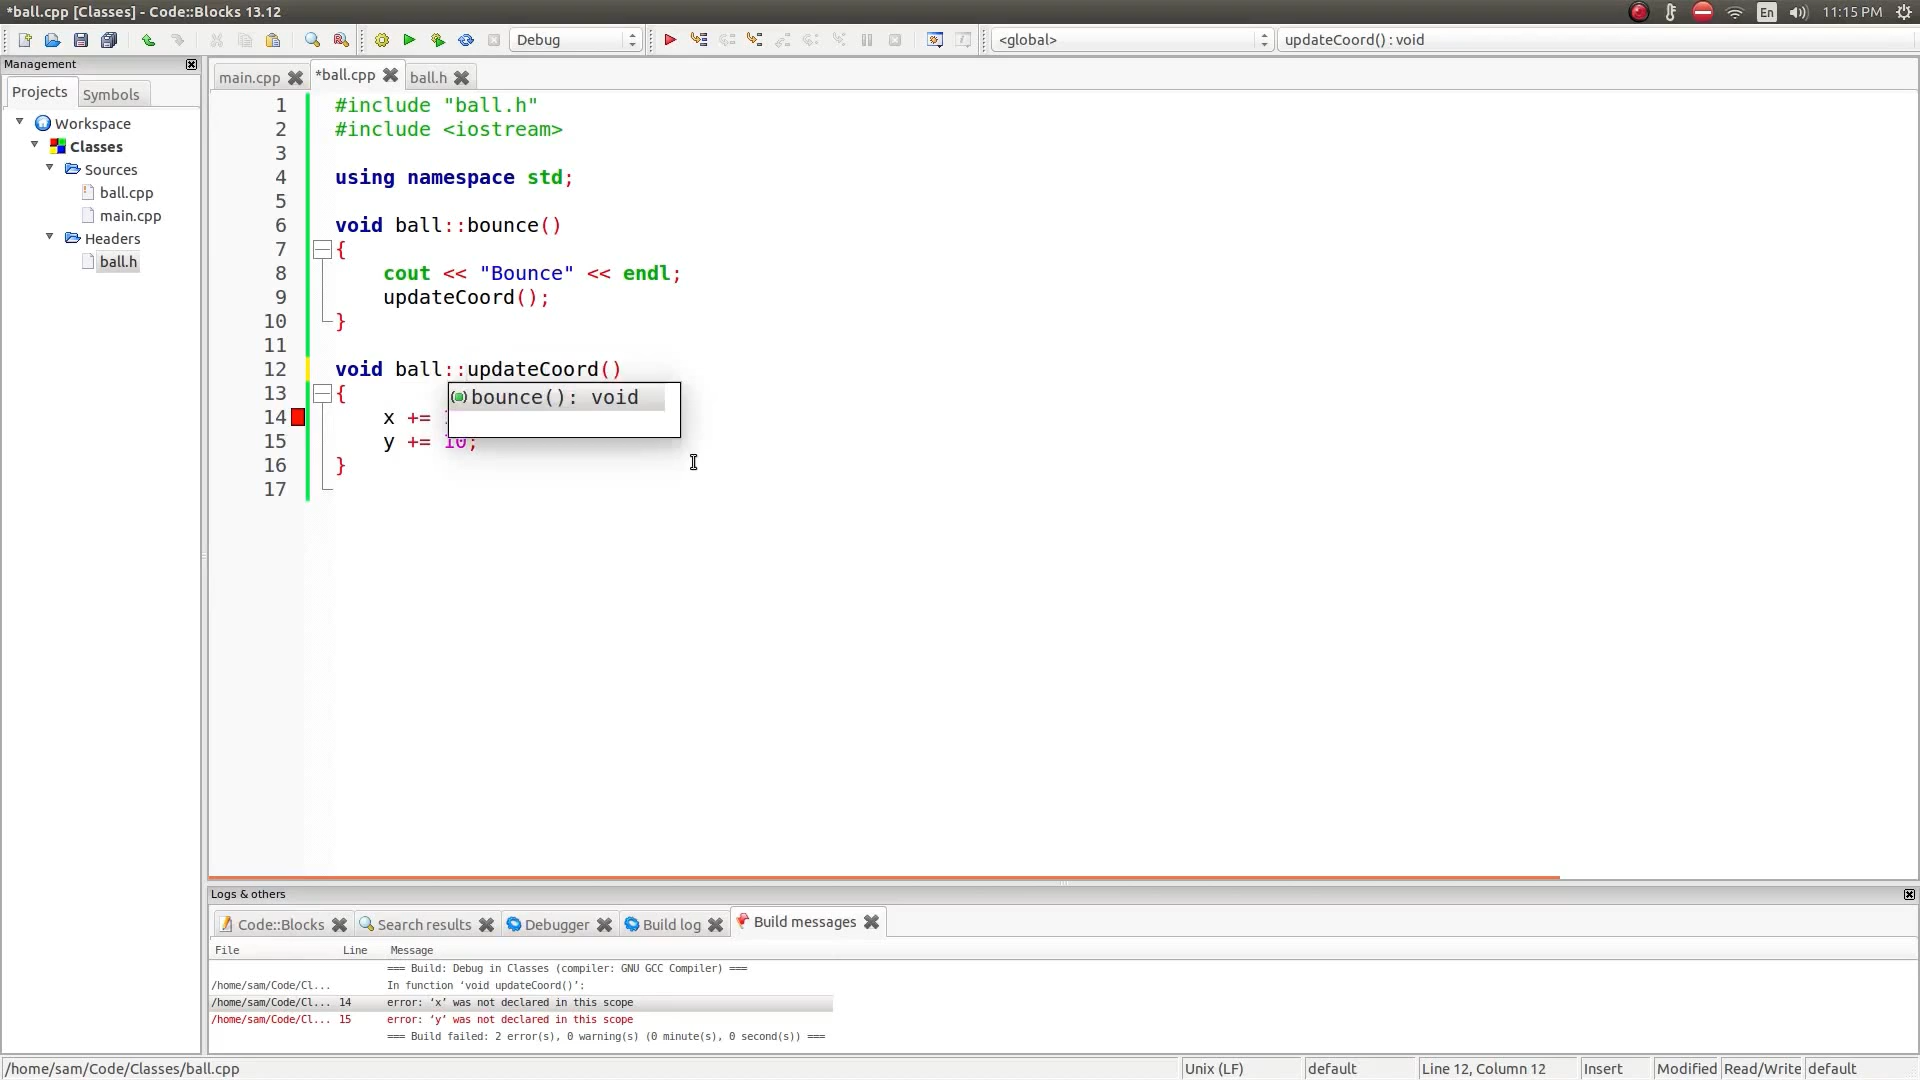 *ball.cpp [Classes] - Code::Blocks 13.12
En
11:15 PM
Debug
<global>
updateCoord() : void
Management
Projects
Symbols
Workspace
Classes
Sources
ball.cpp
main.cpp
Headers
ball.h
main.cpp
*ball.cpp
ball.h
1 #include "ball.h"
2 #include <iostream>
3
4 using namespace std;
5
6 void ball::bounce()
7 {
8 cout << "Bounce" << endl;
9 updateCoord();
10 }
11
12 void ball::updateCoord()
13 {
bounce(): void
14 x +=
15 y += 10;
16 }
17
Logs & others
Code::Blocks
Search results
Debugger
Build log
Build messages
File Line Message
=== Build: Debug in Classes (compiler: GNU GCC Compiler) ===
/home/sam/Code/Cl... In function ‘void updateCoord()’:
/home/sam/Code/Cl... 14 error: ‘x’ was not declared in this scope
/home/sam/Code/Cl... 15 error: ‘y’ was not declared in this scope
=== Build failed: 2 error(s), 0 warning(s) (0 minute(s), 0 second(s)) ===
/home/sam/Code/Classes/ball.cpp
Unix (LF)
default
Line 12, Column 12
Insert
Modified
Read/Write
default